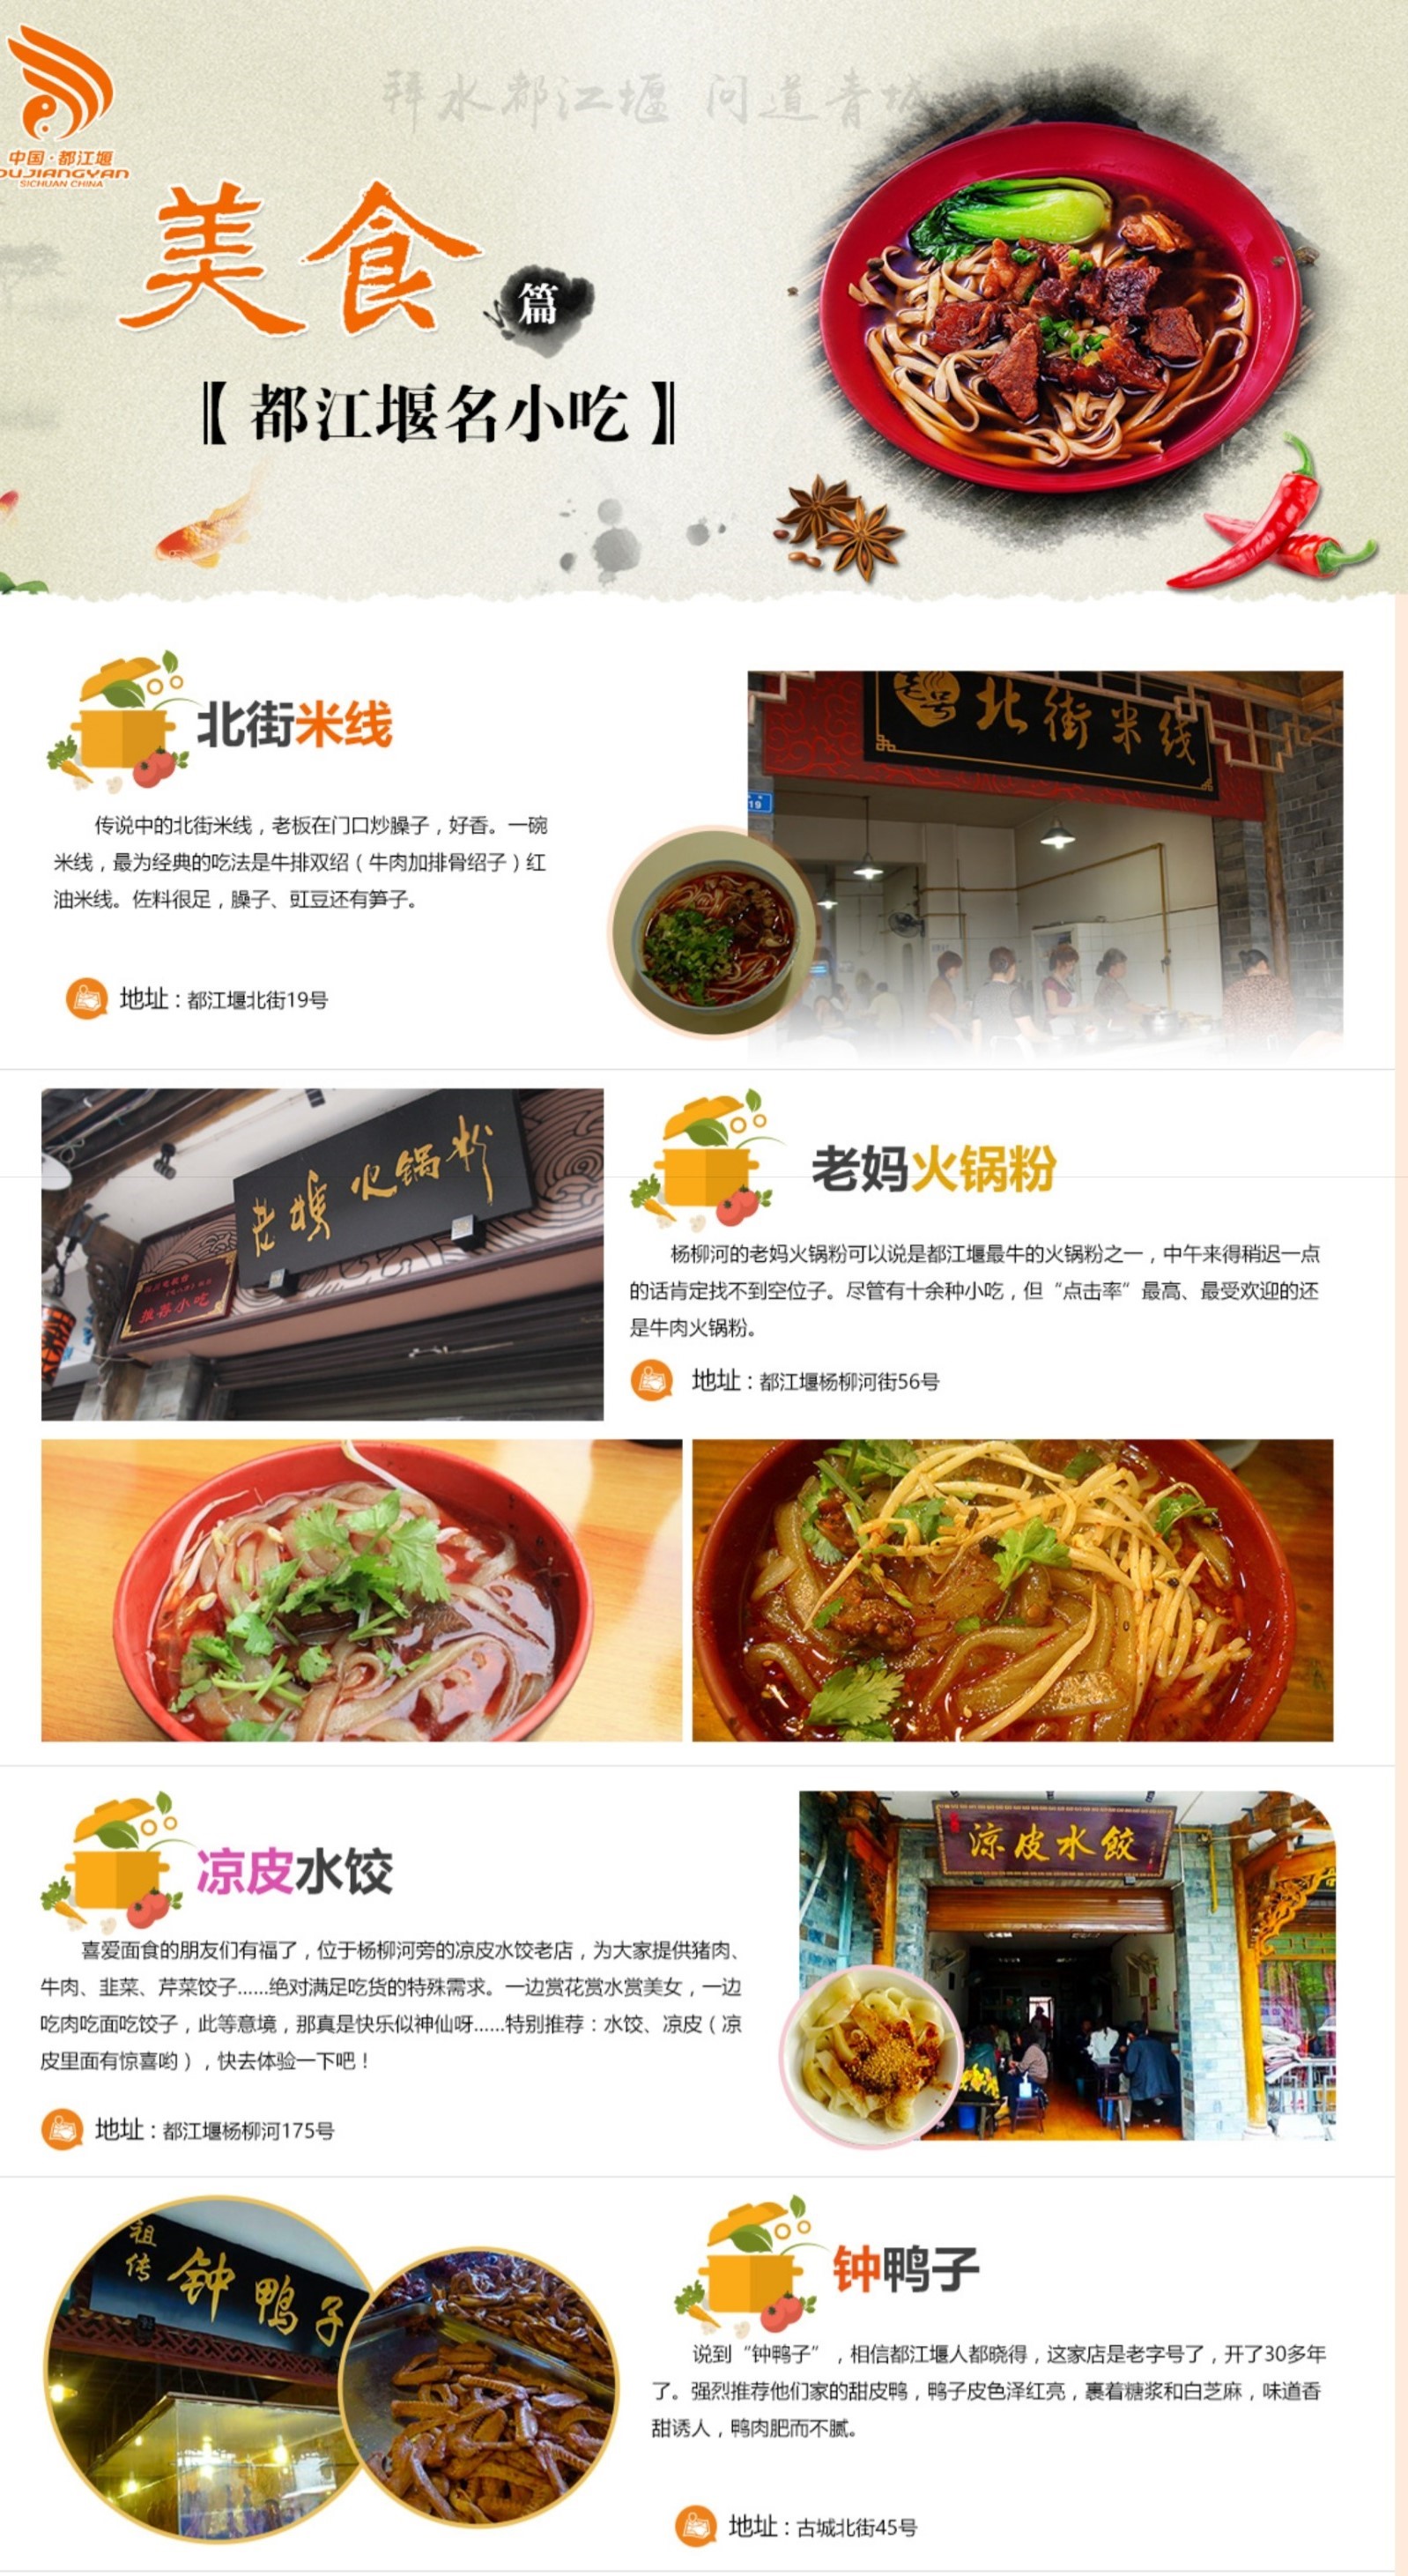 拜水都江堰 问道青城
中国·都江堰
DUJIANGYAN
SICHUAN CHINA
美食
篇
〖都江堰名小吃〗
北街米线
北街米线
19
传说中的北街米线，老板在门口炒臊子，好香。一碗
米线，最为经典的吃法是牛排双绍（牛肉加排骨绍子）红
油米线。佐料很足，臊子、豇豆还有笋子。
地址：都江堰北街19号
老妈火锅粉
推荐小吃
老妈火锅粉
杨柳河的老妈火锅粉可以说是都江堰最牛的火锅粉之一，中午来得稍迟一点
的话肯定找不到空位子。尽管有十余种小吃，但“点击率”最高、最受欢迎的还
是牛肉火锅粉。
地址：都江堰杨柳河街56号
凉皮水饺
凉皮水饺
喜爱面食的朋友们有福了，位于杨柳河旁的凉皮水饺老店，为大家提供猪肉、
牛肉、韭菜、芹菜饺子......绝对满足吃货的特殊需求。一边赏花赏水赏美女，一边
吃肉吃面吃饺子，此等意境，那真是快乐似神仙呀......特别推荐：水饺、凉皮（凉
皮里面有惊喜哟），快去体验一下吧！
地址：都江堰杨柳河175号
祖传
钟鸭子
钟鸭子
说到“钟鸭子”，相信都江堰人都晓得，这家店是老字号了，开了30多年
了。强烈推荐他们家的甜皮鸭，鸭子皮色泽红亮，裹着糖浆和白芝麻，味道香
甜诱人，鸭肉肥而不腻。
地址：古城北街45号